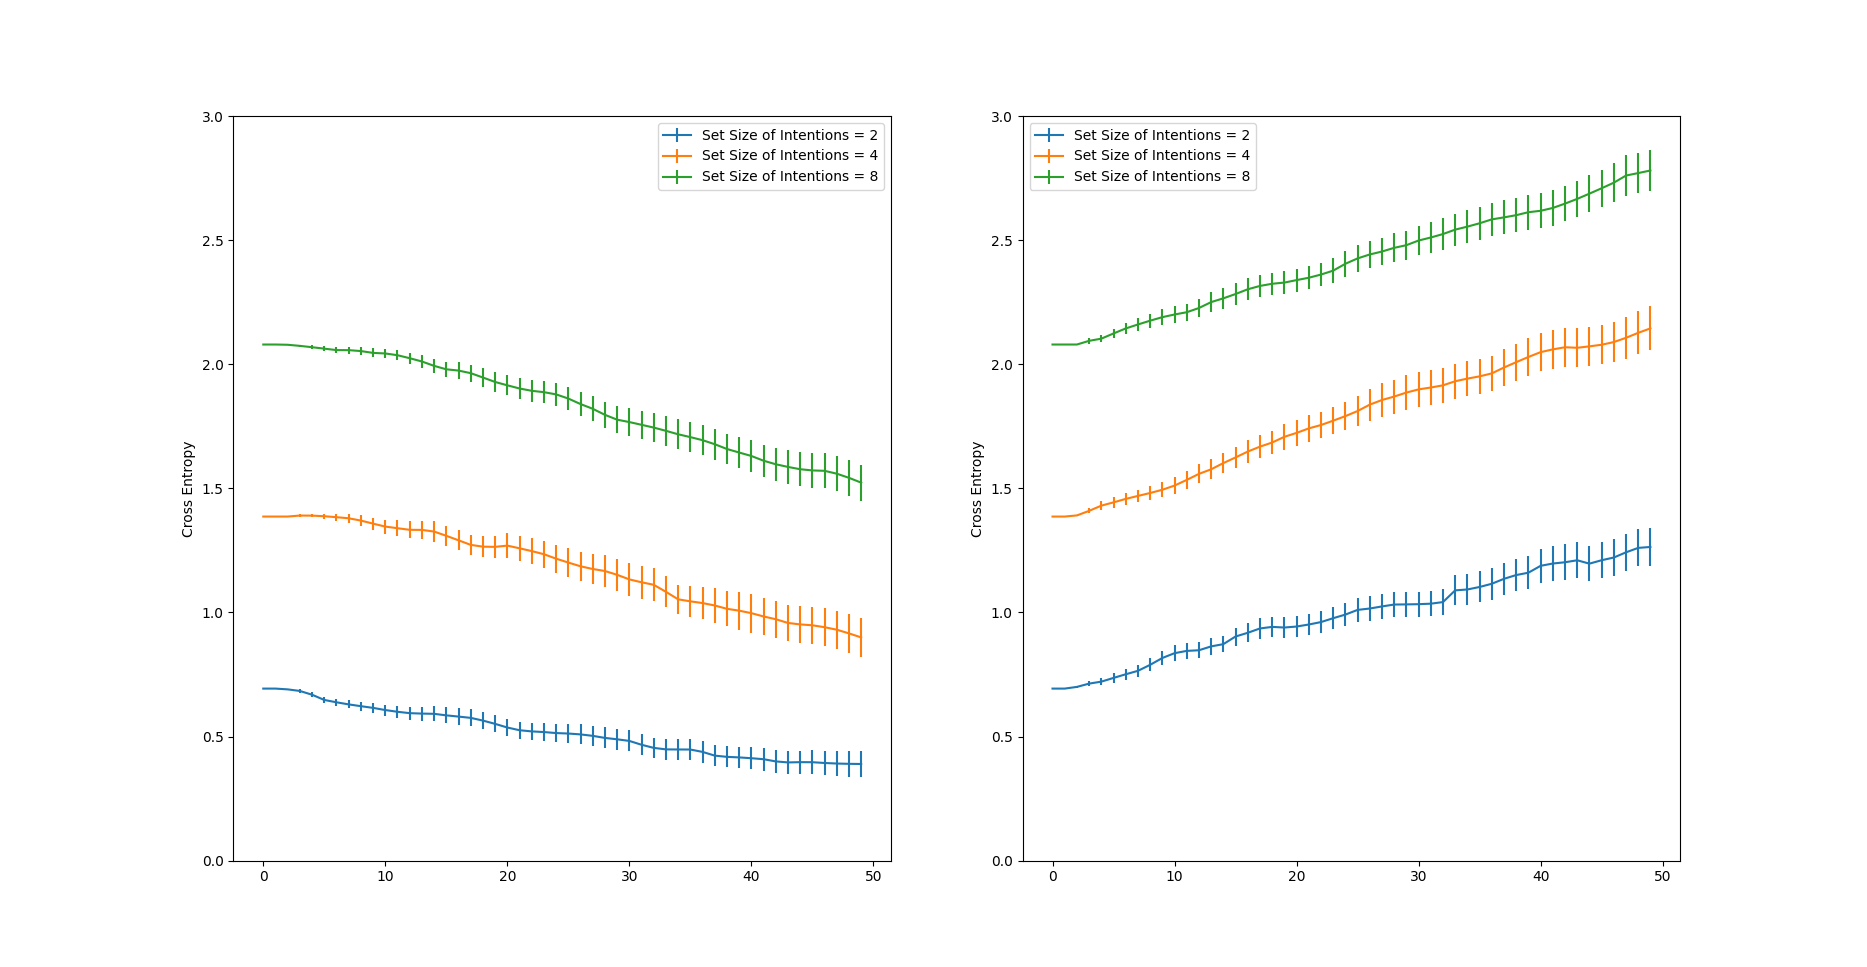 3.0
2.5
2.0
1.5
1.0
0.5
0.0
Cross Entropy
0 10 20 30 40 50
Set Size of Intentions = 2
Set Size of Intentions = 4
Set Size of Intentions = 8
3.0
2.5
2.0
1.5
1.0
0.5
0.0
Cross Entropy
0 10 20 30 40 50
Set Size of Intentions = 2
Set Size of Intentions = 4
Set Size of Intentions = 8